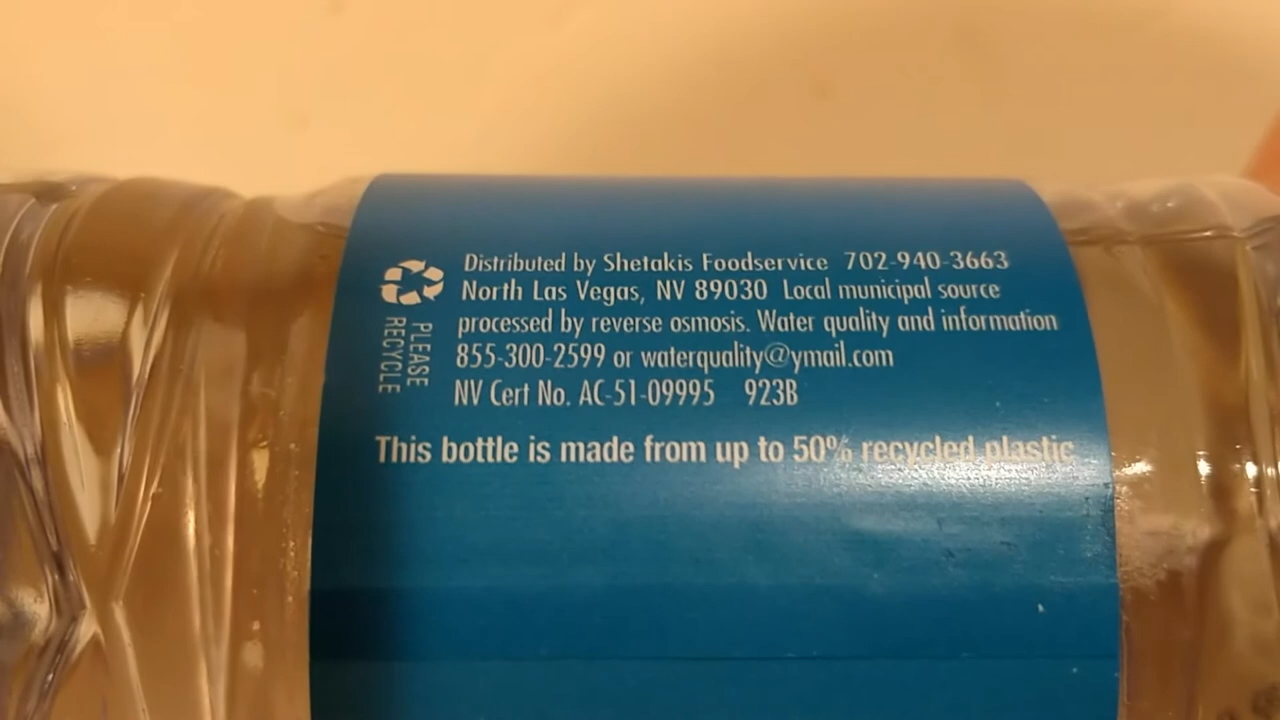 Distributed by Shetakis Foodservice 702-940-3663
North Las Vegas, NV 89030 Local municipal source
processed by reverse osmosis. Water quality and information
855-300-2599 or waterquality@ymail.com
NV Cert No. AC-51-09995 923B
PLEASE
RECYCLE
This bottle is made from up to 50% recycled plastic